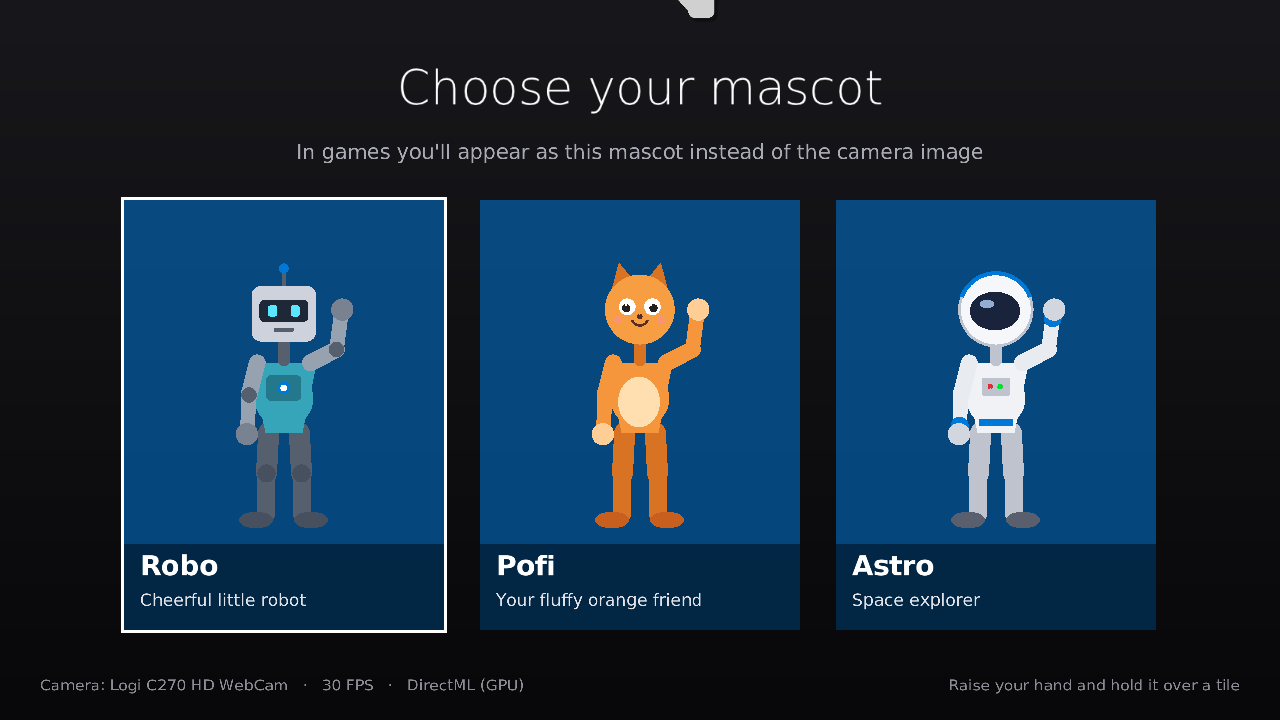 Choose your mascot
In games you'll appear as this mascot instead of the camera image
Robo
Cheerful little robot
Pofi
Your fluffy orange friend
Astro
Space explorer
Camera: Logi C270 HD WebCam · 30 FPS · DirectML (GPU)
Raise your hand and hold it over a tile